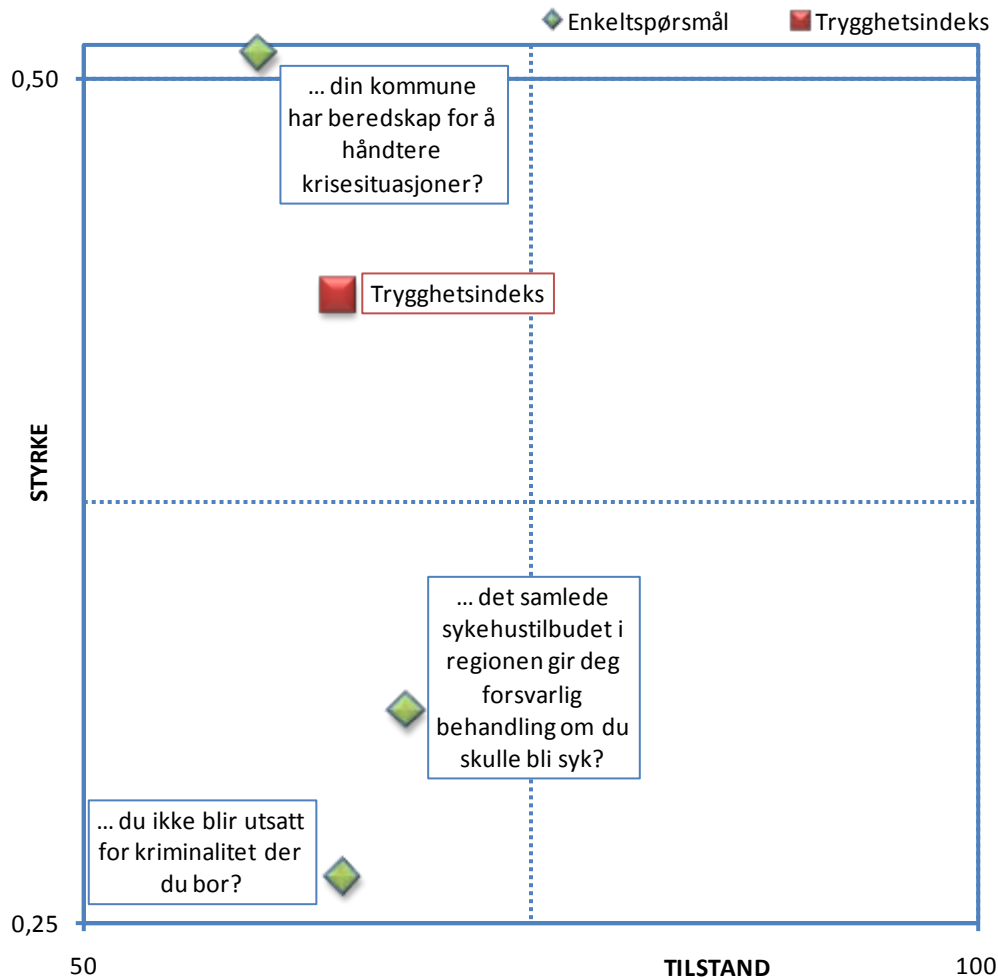 Enkeltspørsmål
Trygghetsindeks
0,50
... din kommune
har beredskap for å
håndtere
krisesituasjoner?
Trygghetsindeks
STYRKE
... det samlede
sykehustilbudet i
regionen gir deg
forsvarlig
behandling om du
skulle bli syk?
... du ikke blir utsatt
for kriminalitet der
du bor?
0,25
50
TILSTAND
100